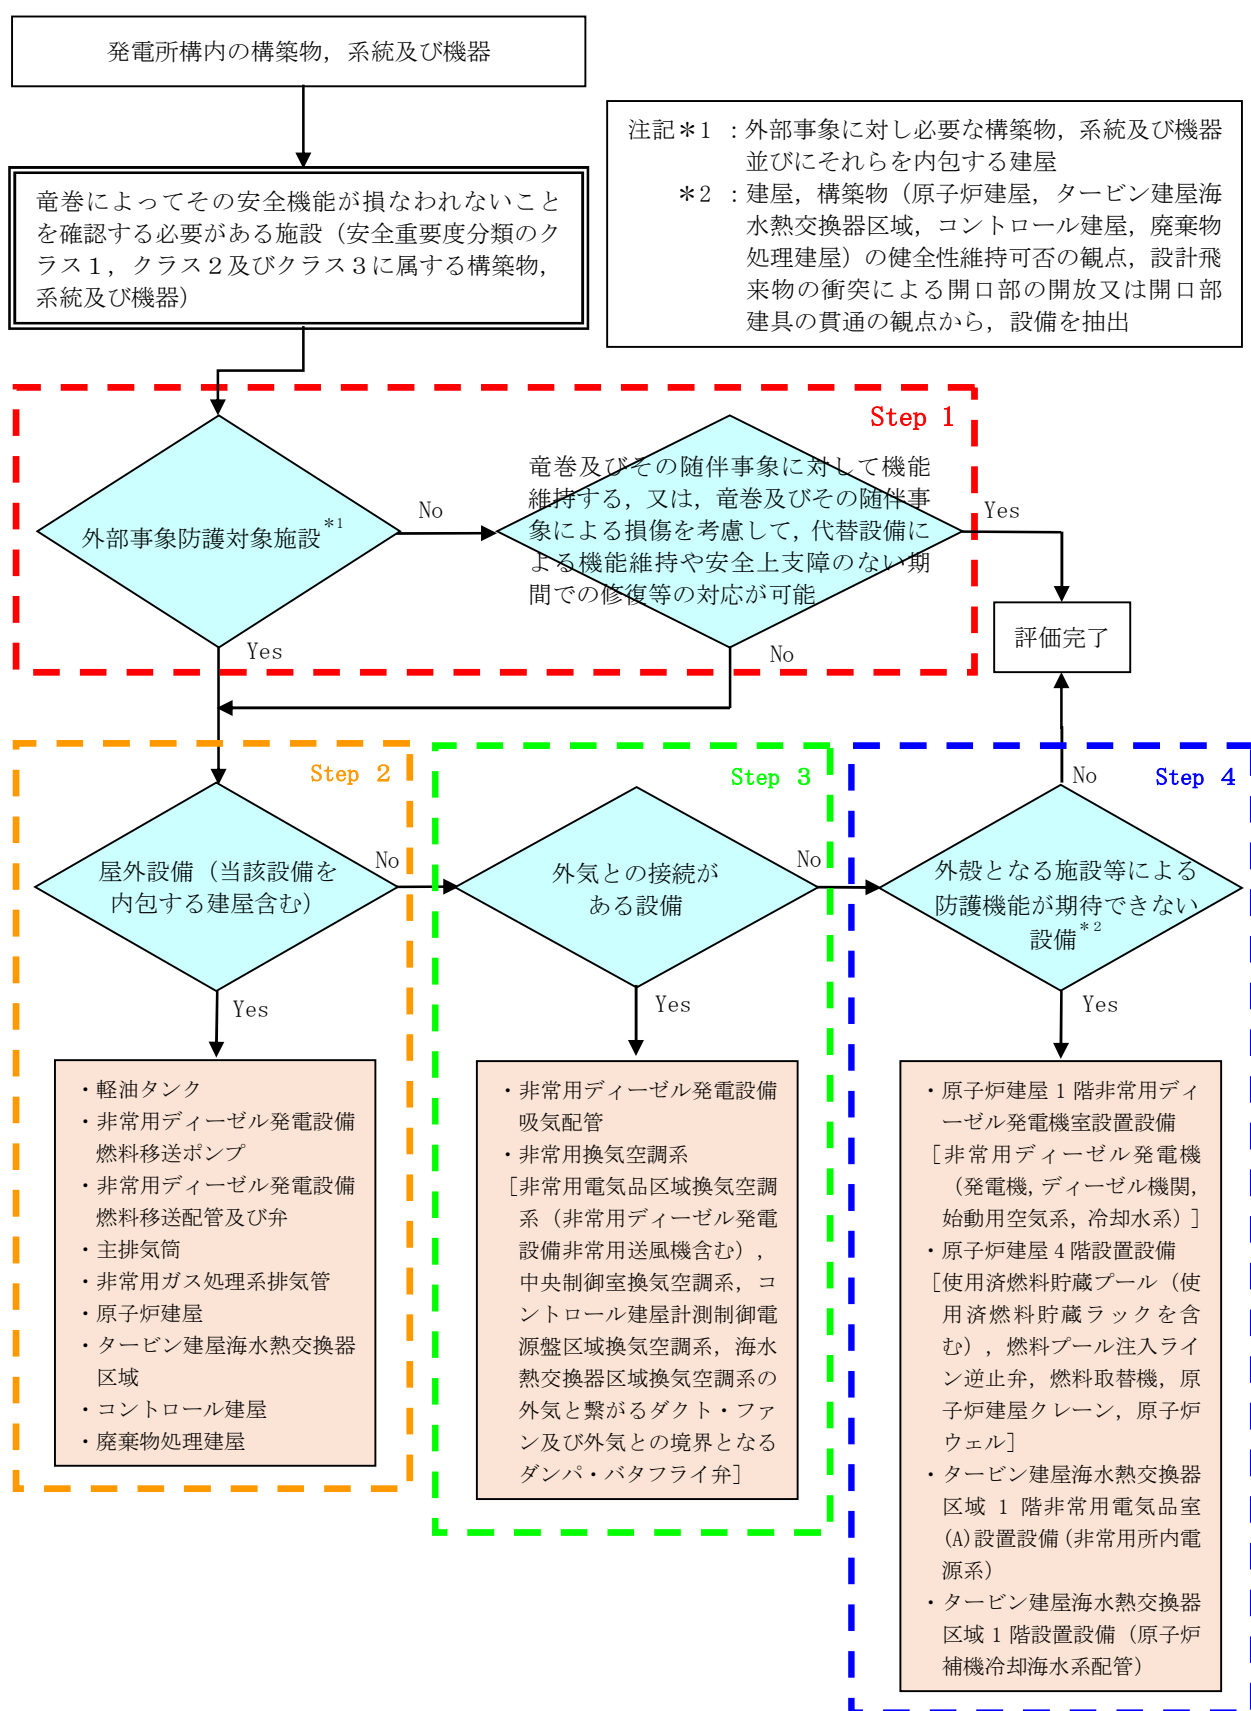 発電所構内の構築物，系統及び機器
注記＊1 ：外部事象に対し必要な構築物，系統及び機器
並びにそれらを内包する建屋
＊2 ：建屋，構築物（原子炉建屋，タービン建屋海
水熱交換器区域，コントロール建屋，廃棄物
処理建屋）の健全性維持可否の観点，設計飛
来物の衝突による開口部の開放又は開口部
建具の貫通の観点から，設備を抽出
竜巻によってその安全機能が損なわれないこと
を確認する必要がある施設（安全重要度分類のク
ラス１，クラス２及びクラス３に属する構築物，
系統及び機器）
Step 1
外部事象防護対象施設＊1
No
竜巻及びその随伴事象に対して機能
維持する，又は，竜巻及びその随伴事
象による損傷を考慮して，代替設備に
よる機能維持や安全上支障のない期
間での修復等の対応が可能
Yes
評価完了
Yes
No
Step 2
屋外設備（当該設備を
内包する建屋含む）
No
Yes
・軽油タンク
・非常用ディーゼル発電設備
燃料移送ポンプ
・非常用ディーゼル発電設備
燃料移送配管及び弁
・主排気筒
・非常用ガス処理系排気管
・原子炉建屋
・タービン建屋海水熱交換器
区域
・コントロール建屋
・廃棄物処理建屋
Step 3
外気との接続が
ある設備
No
Yes
・非常用ディーゼル発電設備
吸気配管
・非常用換気空調系
［非常用電気品区域換気空調
系（非常用ディーゼル発電
設備非常用送風機含む），
中央制御室換気空調系，コ
ントロール建屋計測制御電
源盤区域換気空調系，海水
熱交換器区域換気空調系の
外気と繋がるダクト・ファ
ン及び外気との境界となる
ダンパ・バタフライ弁］
No
Step 4
外殻となる施設等による
防護機能が期待できない
設備＊2
Yes
・原子炉建屋 1 階非常用ディ
ーゼル発電機室設置設備
［非常用ディーゼル発電機
（発電機，ディーゼル機関，
始動用空気系，冷却水系）］
・原子炉建屋 4 階設置設備
［使用済燃料貯蔵プール（使
用済燃料貯蔵ラックを含
む），燃料プール注入ライ
ン逆止弁，燃料取替機，原
子炉建屋クレーン，原子炉
ウェル］
・タービン建屋海水熱交換器
区域 1 階非常用電気品室
(A)設置設備（非常用所内電
源系）
・タービン建屋海水熱交換器
区域 1 階設置設備（原子炉
補機冷却海水系配管）